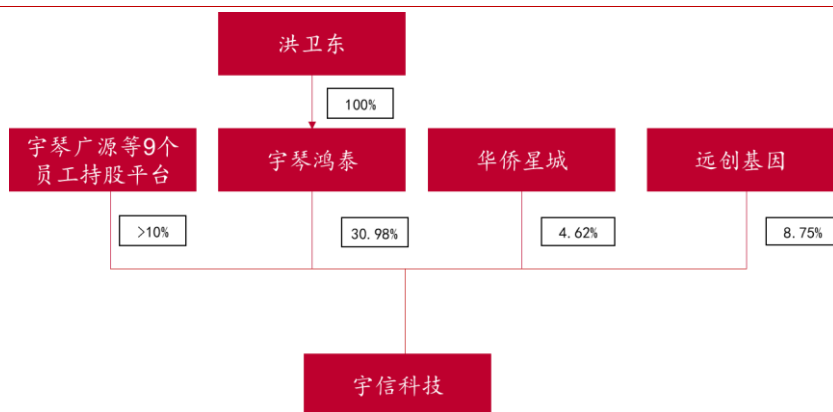 洪卫东
100%
宇琴广源等9个
员工持股平台
宇琴鸿泰
华侨星城
远创基因
>10%
30.98%
4.62%
8.75%
宇信科技